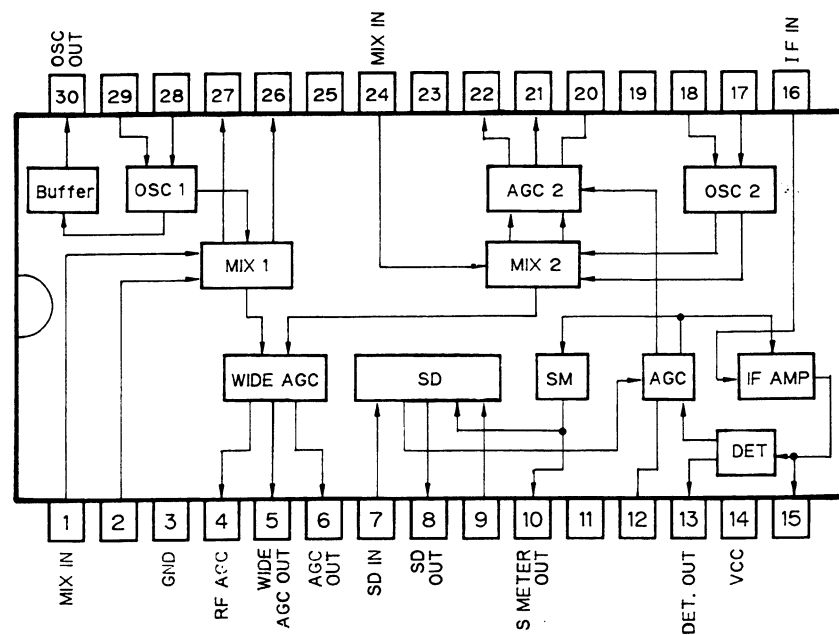 OSC
OUT
MIX IN
IF IN
30 29 28 27 26 25 24 23 22 21 20 19 18 17 16
Buffer
OSC 1
AGC 2
OSC 2
MIX 1
MIX 2
WIDE AGC
SD
SM
AGC
IF AMP
DET
1 2 3 4 5 6 7 8 9 10 11 12 13 14 15
MIX IN
GND
RF AGC
WIDE
AGC OUT
AGC
OUT
SD IN
SD
OUT
S METER
OUT
DET. OUT
VCC